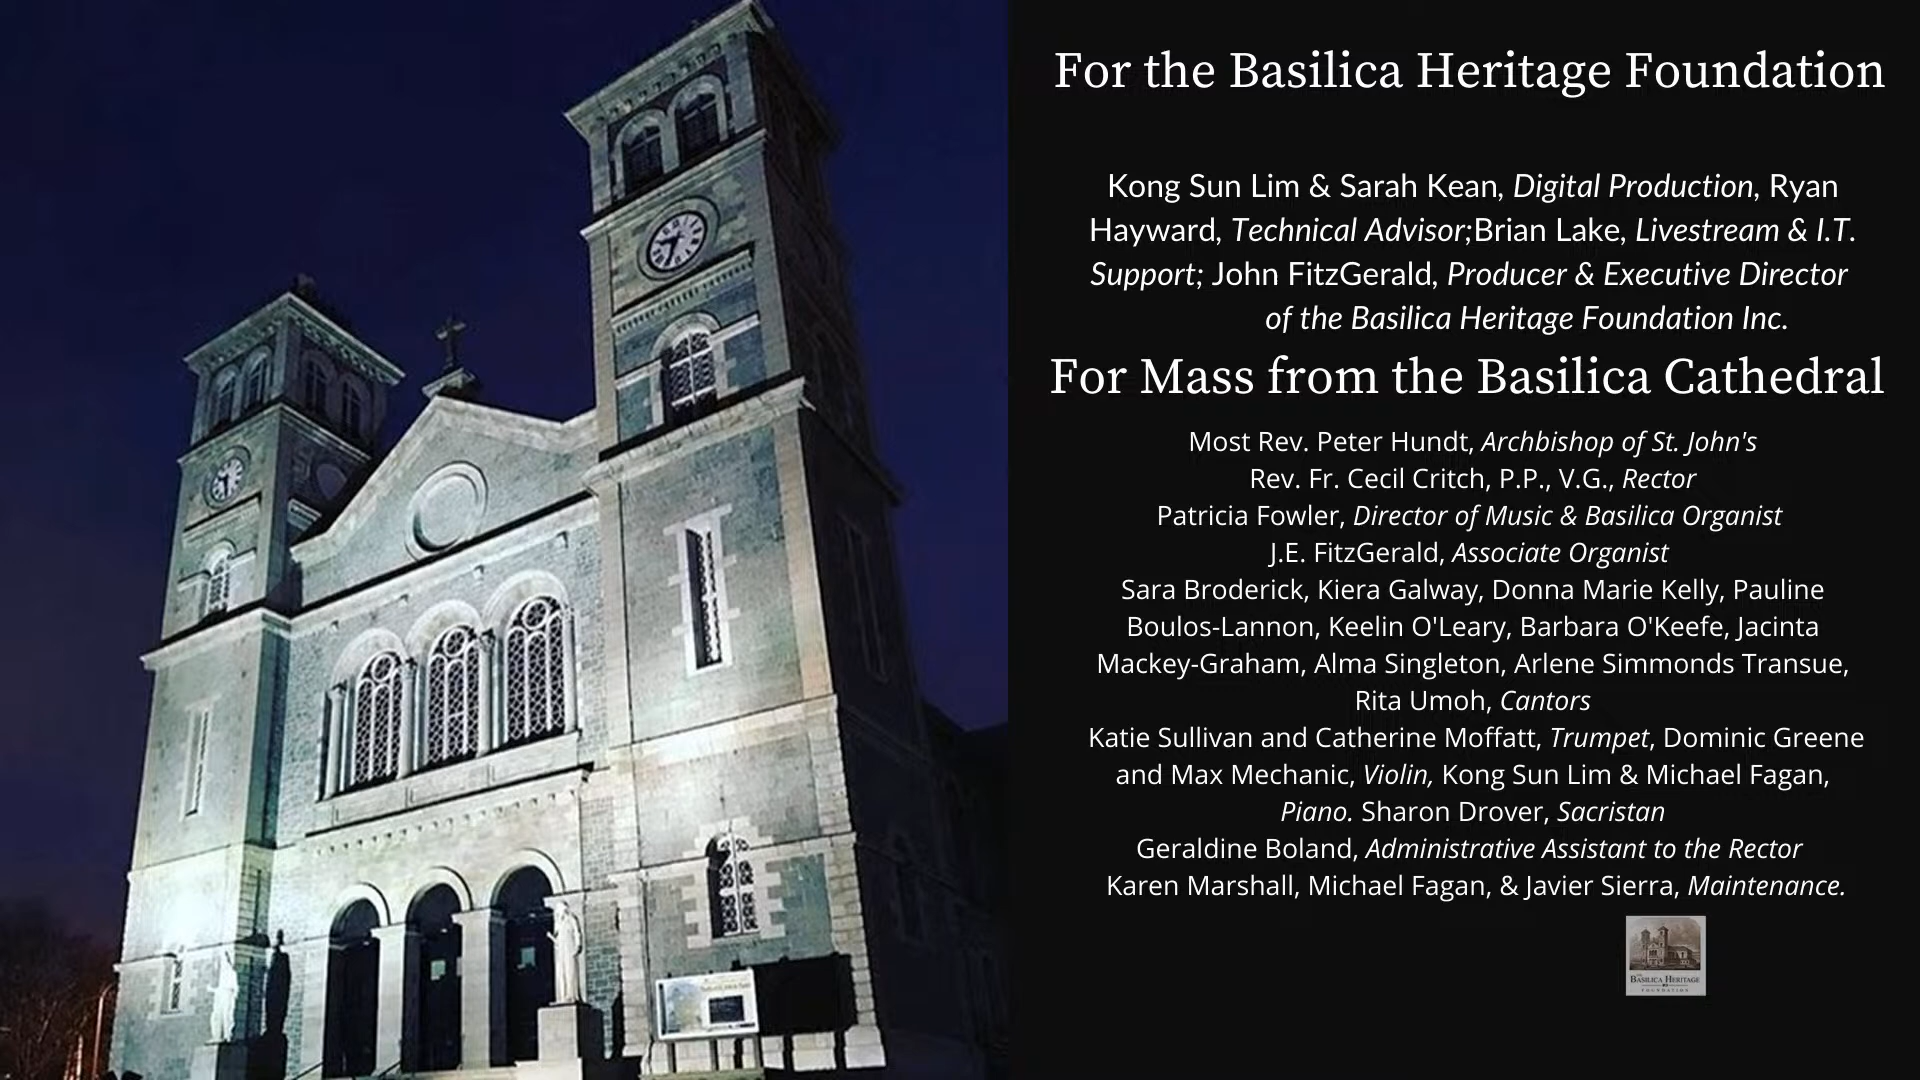 For the Basilica Heritage Foundation
Kong Sun Lim & Sarah Kean, Digital Production, Ryan
Hayward, Technical Advisor;Brian Lake, Livestream & I.T.
Support; John FitzGerald, Producer & Executive Director
of the Basilica Heritage Foundation Inc.
For Mass from the Basilica Cathedral
Most Rev. Peter Hundt, Archbishop of St. John's
Rev. Fr. Cecil Critch, P.P., V.G., Rector
Patricia Fowler, Director of Music & Basilica Organist
J.E. FitzGerald, Associate Organist
Sara Broderick, Kiera Galway, Donna Marie Kelly, Pauline
Boulos-Lannon, Keelin O'Leary, Barbara O'Keefe, Jacinta
Mackey-Graham, Alma Singleton, Arlene Simmonds Transue,
Rita Umoh, Cantors
Katie Sullivan and Catherine Moffatt, Trumpet, Dominic Greene
and Max Mechanic, Violin, Kong Sun Lim & Michael Fagan,
Piano. Sharon Drover, Sacristan
Geraldine Boland, Administrative Assistant to the Rector
Karen Marshall, Michael Fagan, & Javier Sierra, Maintenance.
BASILICA HERITAGE
FOUNDATION